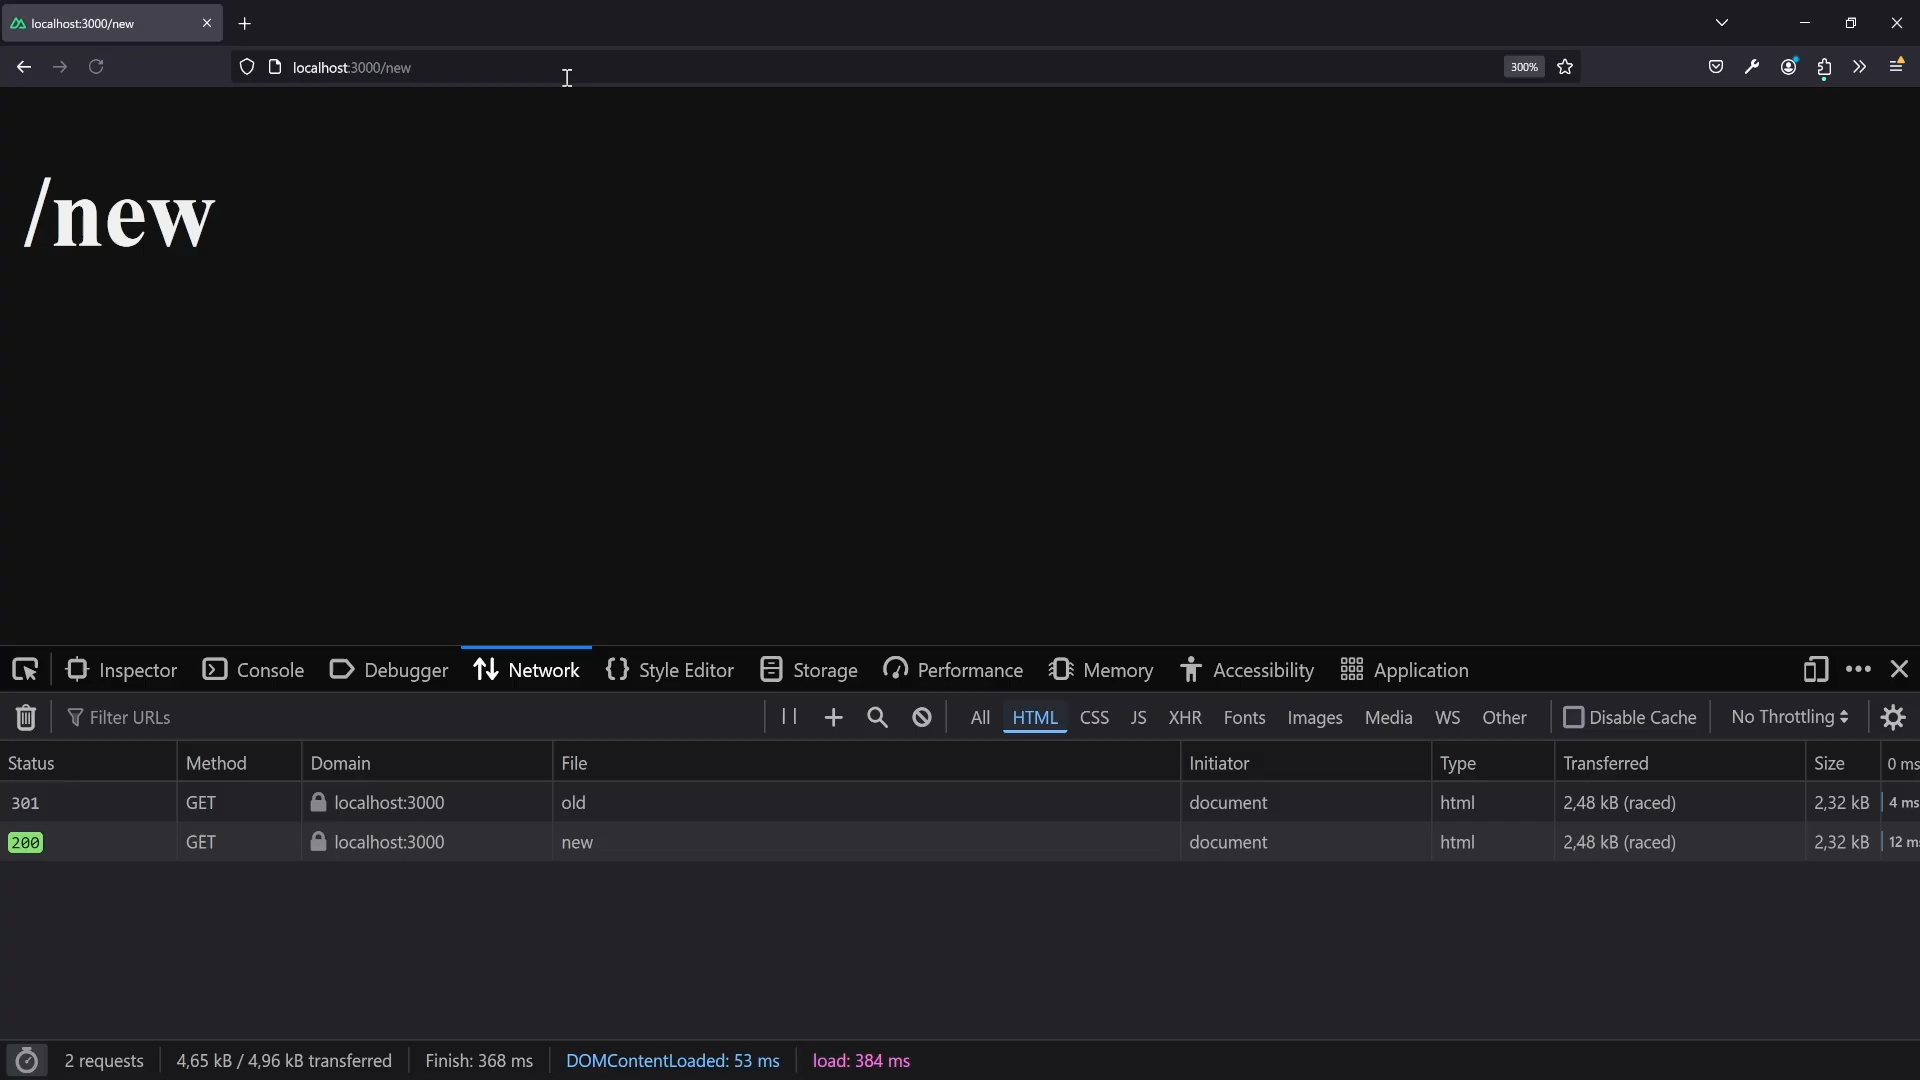 localhost:3000/new
localhost:3000/new 300%
/new
Inspector Console Debugger Network Style Editor Storage Performance Memory Accessibility Application
Filter URLs All HTML CSS JS XHR Fonts Images Media WS Other Disable Cache No Throttling
Status Method Domain File Initiator Type Transferred Size 0 ms
301 GET localhost:3000 old document html 2,48 kB (raced) 2,32 kB 4 ms
200 GET localhost:3000 new document html 2,48 kB (raced) 2,32 kB 12 ms
2 requests 4,65 kB / 4,96 kB transferred Finish: 368 ms DOMContentLoaded: 53 ms load: 384 ms